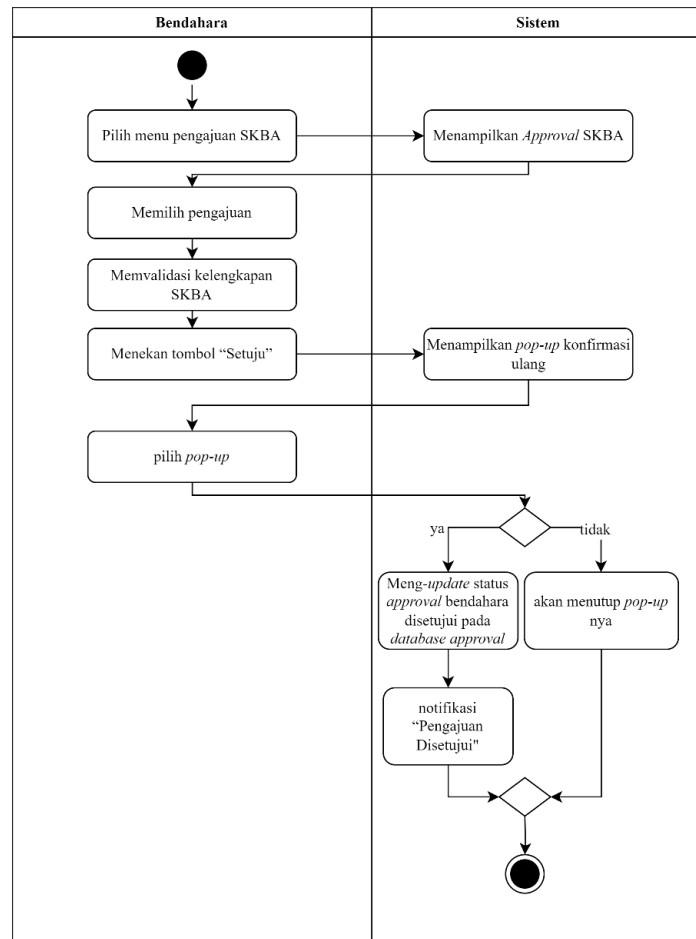 Bendahara
Sistem
Pilih menu pengajuan SKBA
Menampilkan Approval SKBA
Memilih pengajuan
Memvalidasi kelengkapan
SKBA
Menekan tombol “Setuju”
Menampilkan pop-up konfirmasi
ulang
pilih pop-up
ya
tidak
Meng-update status
approval bendahara
disetujui pada
database approval
akan menutup pop-up
nya
notifikasi
“Pengajuan
Disetujui"